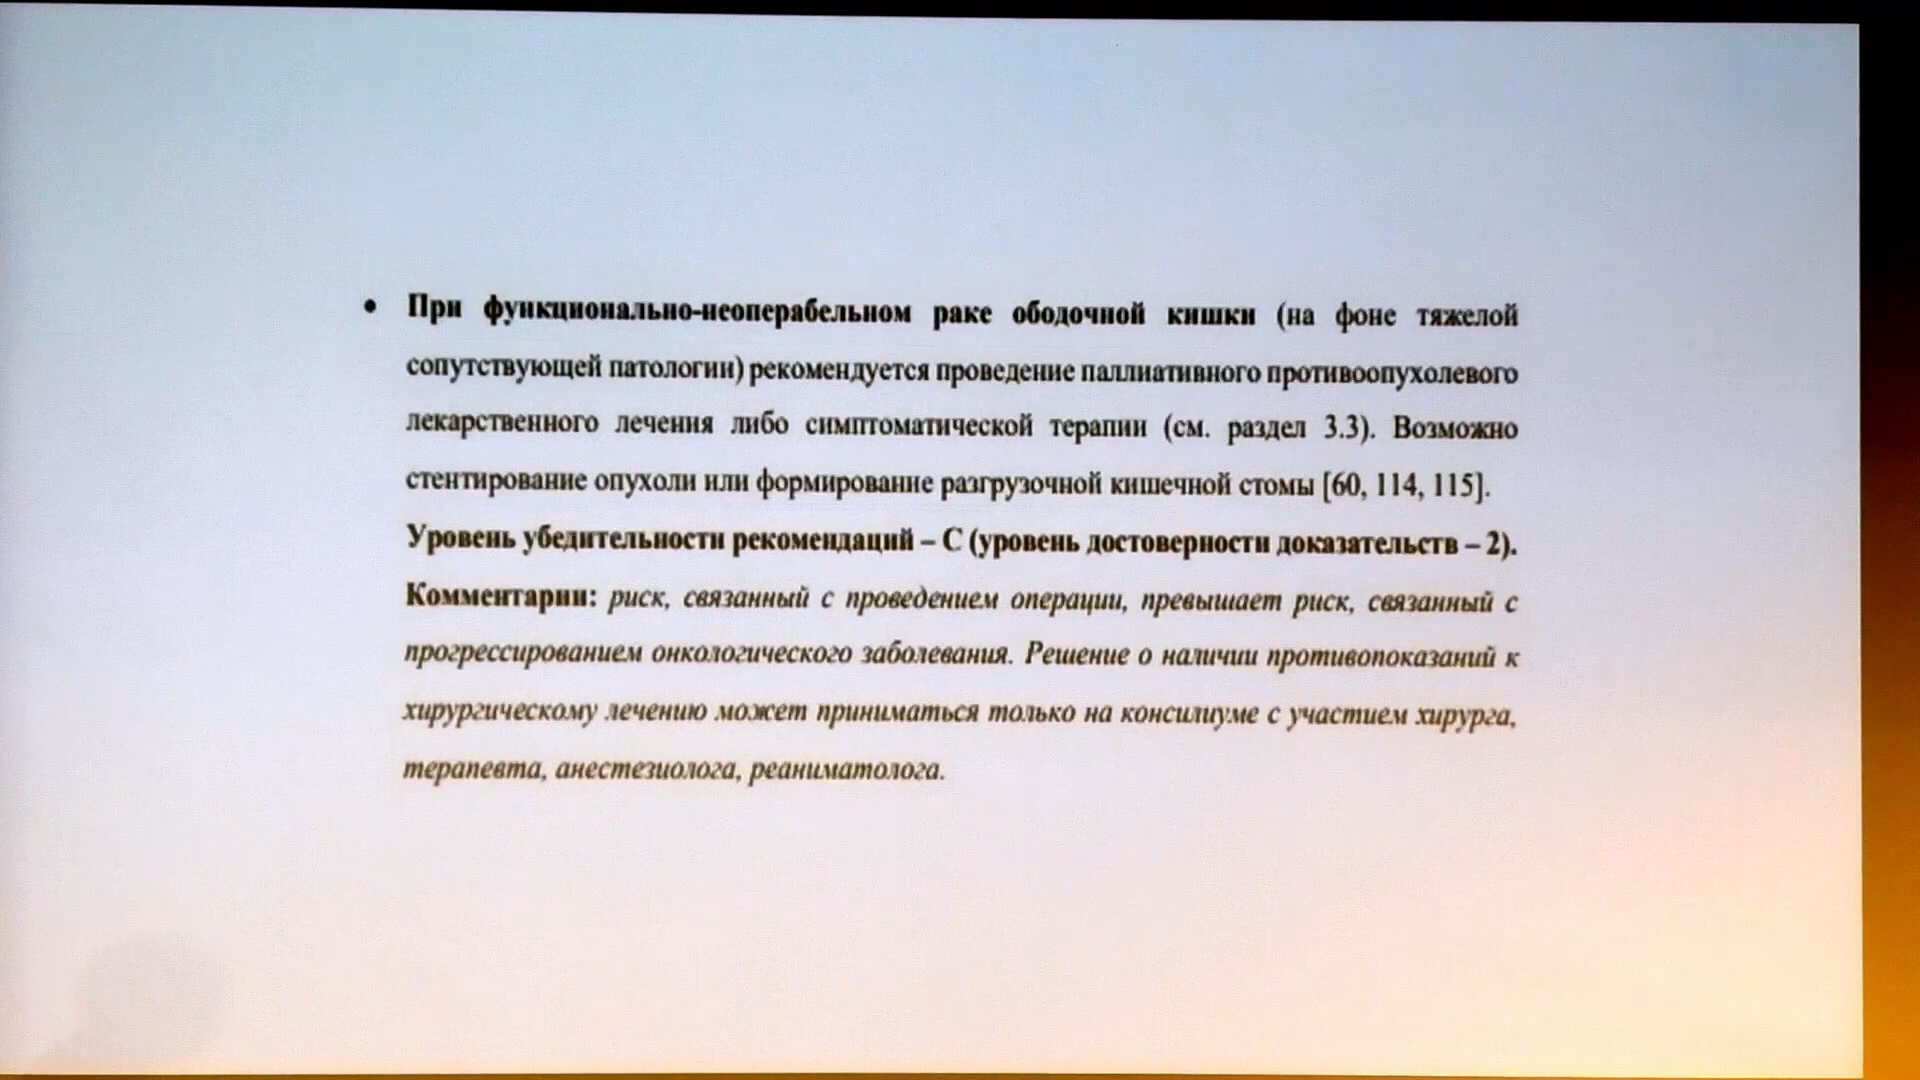 • При функционально-неоперабельном раке ободочной кишки (на фоне тяжелой
сопутствующей патологии) рекомендуется проведение паллиативного противоопухолевого
лекарственного лечения либо симптоматической терапии (см. раздел 3.3). Возможно
стентирование опухоли или формирование разгрузочной кишечной стомы [60, 114, 115].
Уровень убедительности рекомендаций – С (уровень достоверности доказательств – 2).
Комментарии: риск, связанный с проведением операции, превышает риск, связанный с
прогрессированием онкологического заболевания. Решение о наличии противопоказаний к
хирургическому лечению может приниматься только на консилиуме с участием хирурга,
терапевта, анестезиолога, реаниматолога.